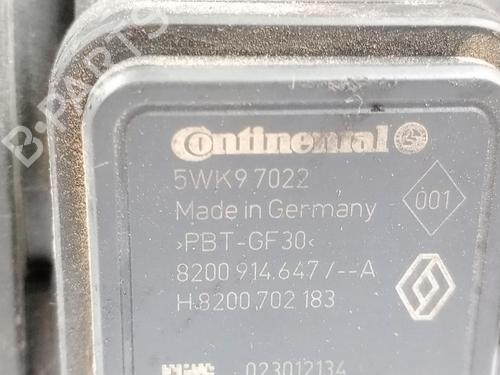 B-PARTS
Continental
5WK9 7022
Made in Germany
001
›PBT-GF30‹
8200 914.647/--A
H.8200.702 183
023012134